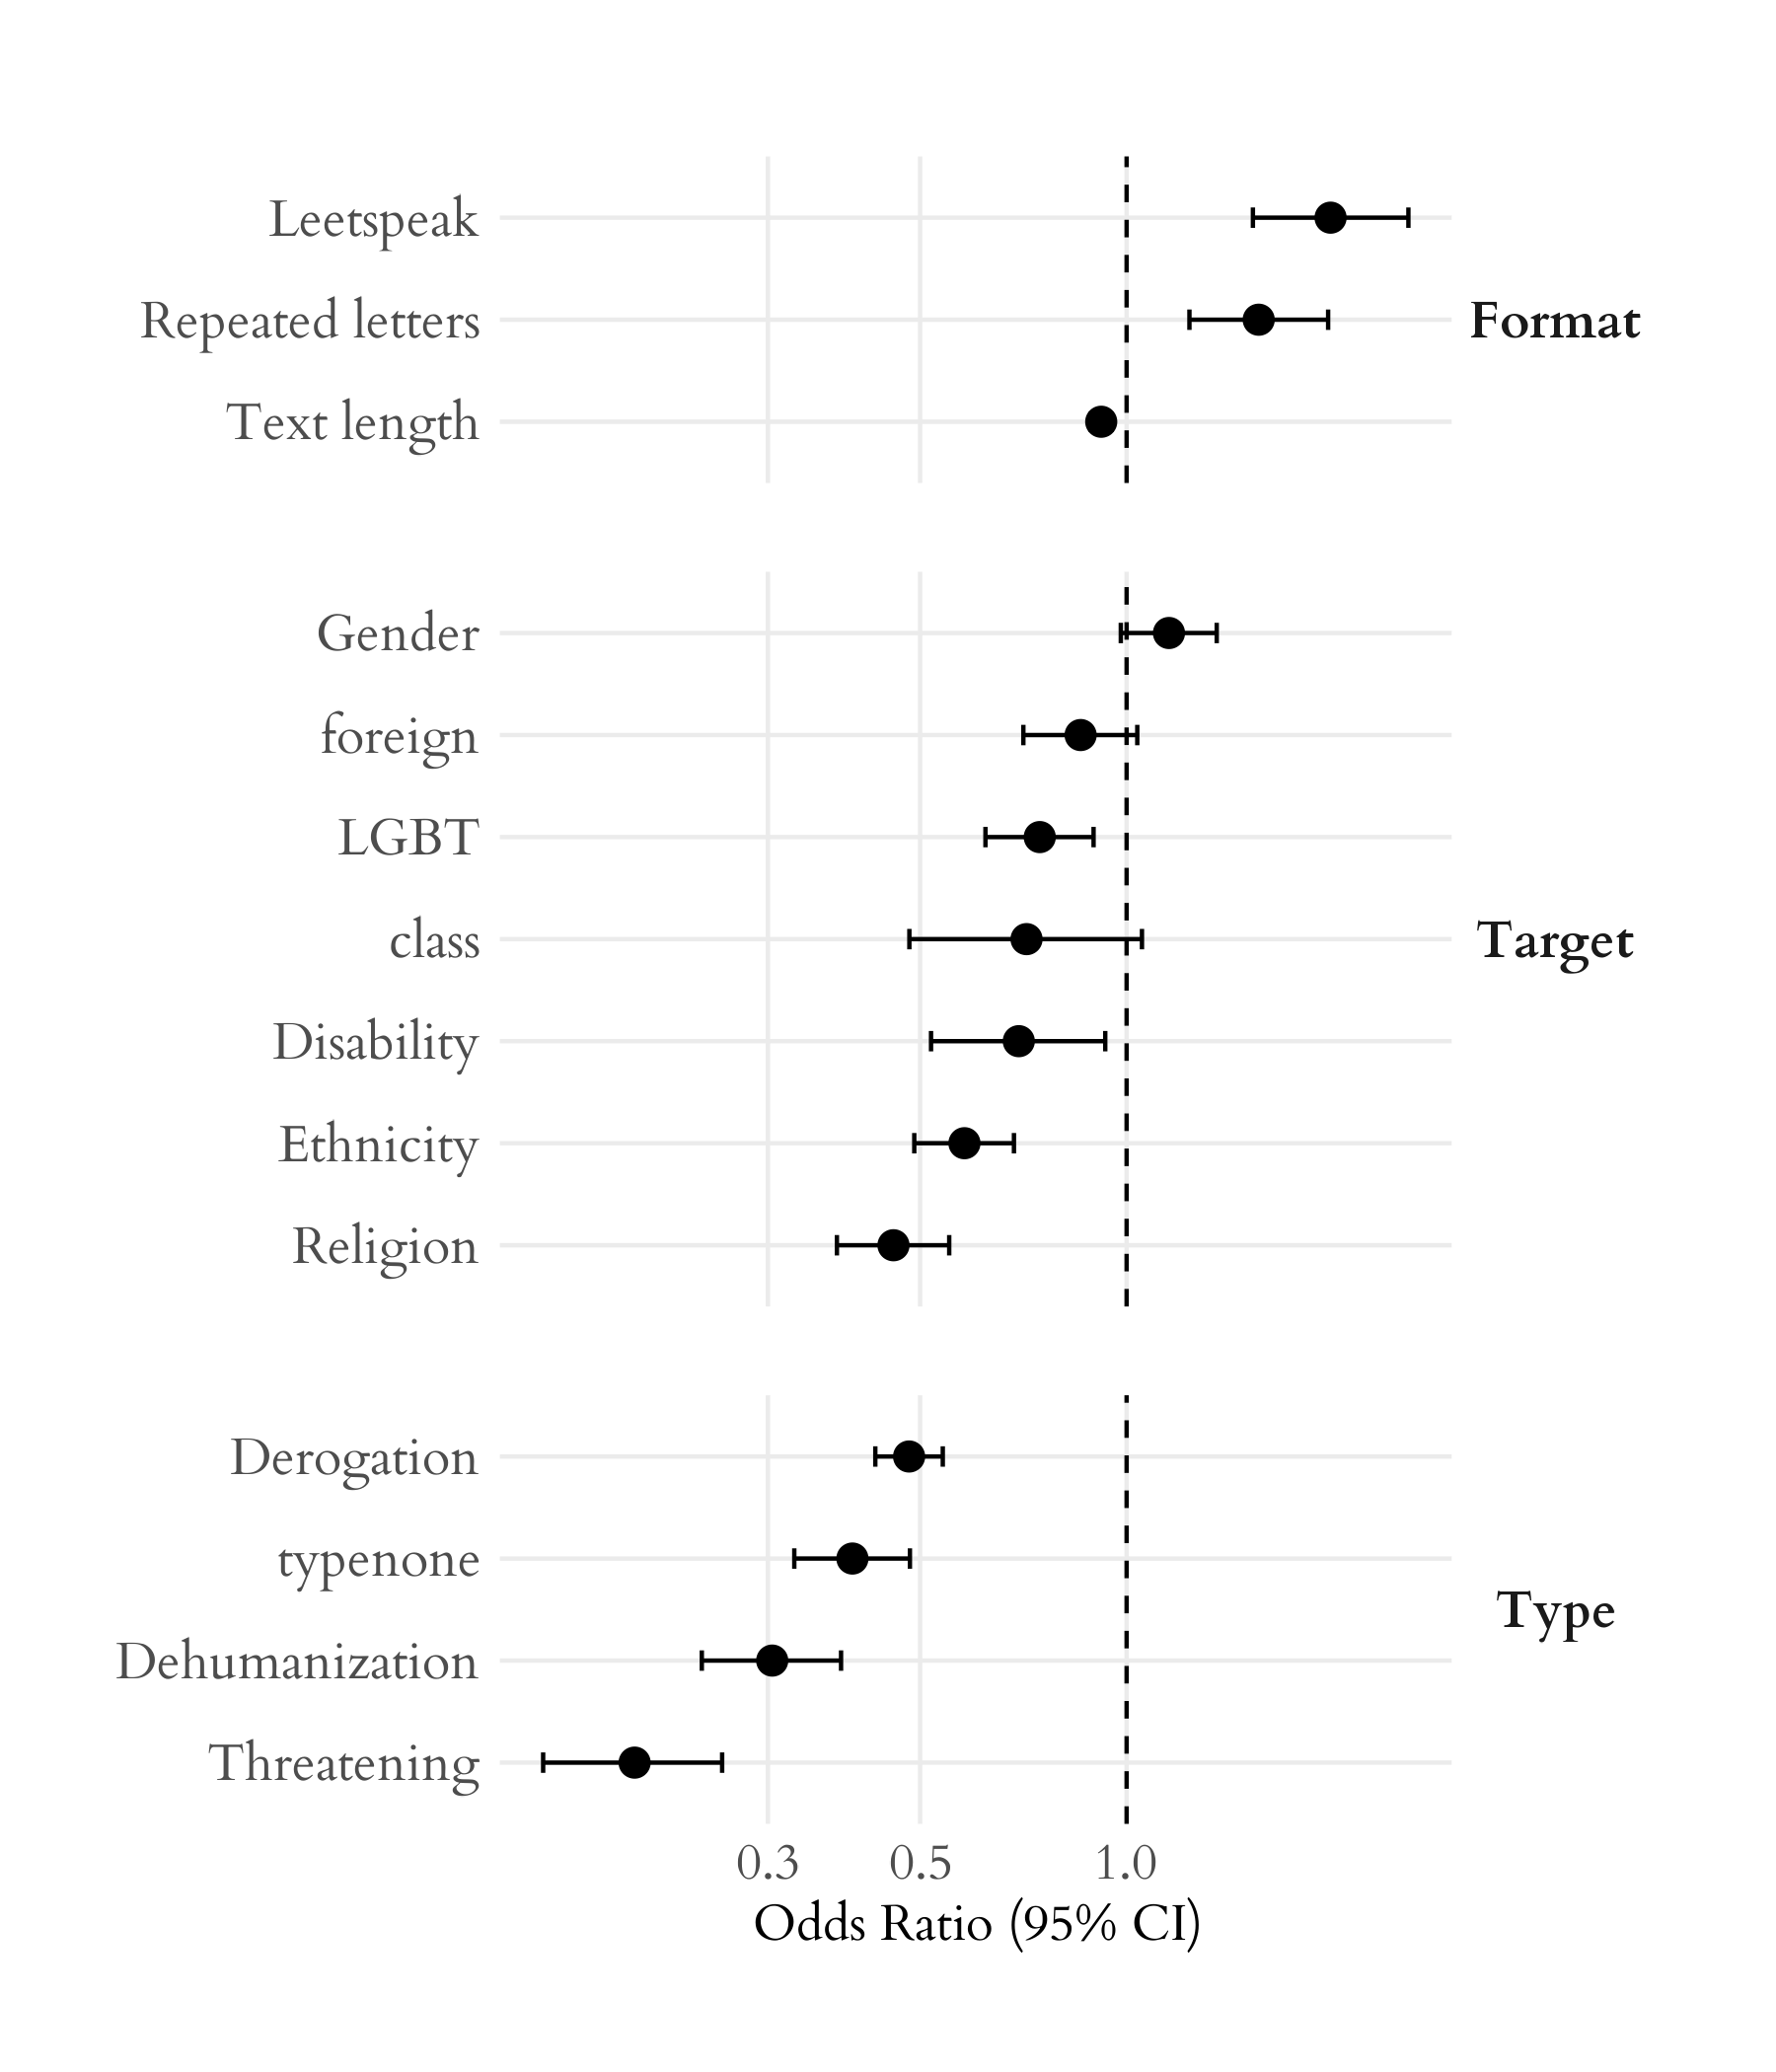 Leetspeak
Repeated letters
Text length
Format
Gender
foreign
LGBT
class
Disability
Ethnicity
Religion
Target
Derogation
typenone
Dehumanization
Threatening
Type
0.3 0.5 1.0
Odds Ratio (95% CI)